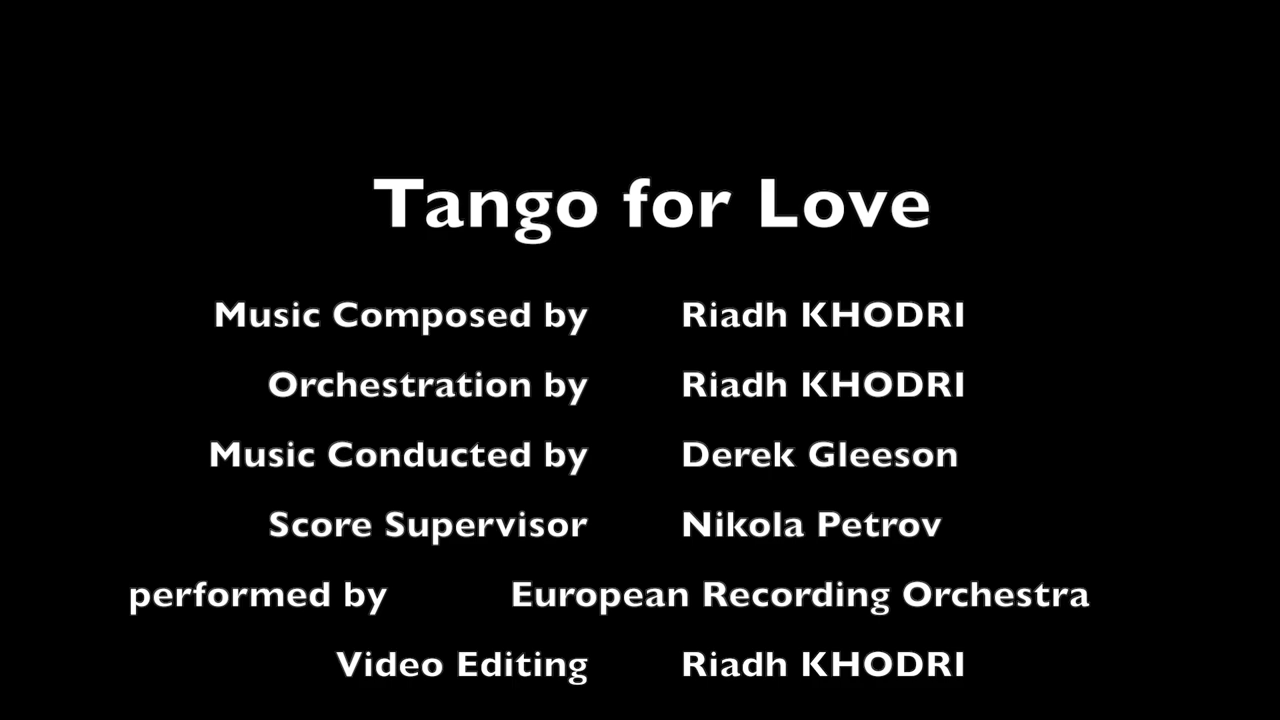 Tango for Love
Music Composed by Riadh KHODRI
Orchestration by Riadh KHODRI
Music Conducted by Derek Gleeson
Score Supervisor Nikola Petrov
performed by European Recording Orchestra
Video Editing Riadh KHODRI